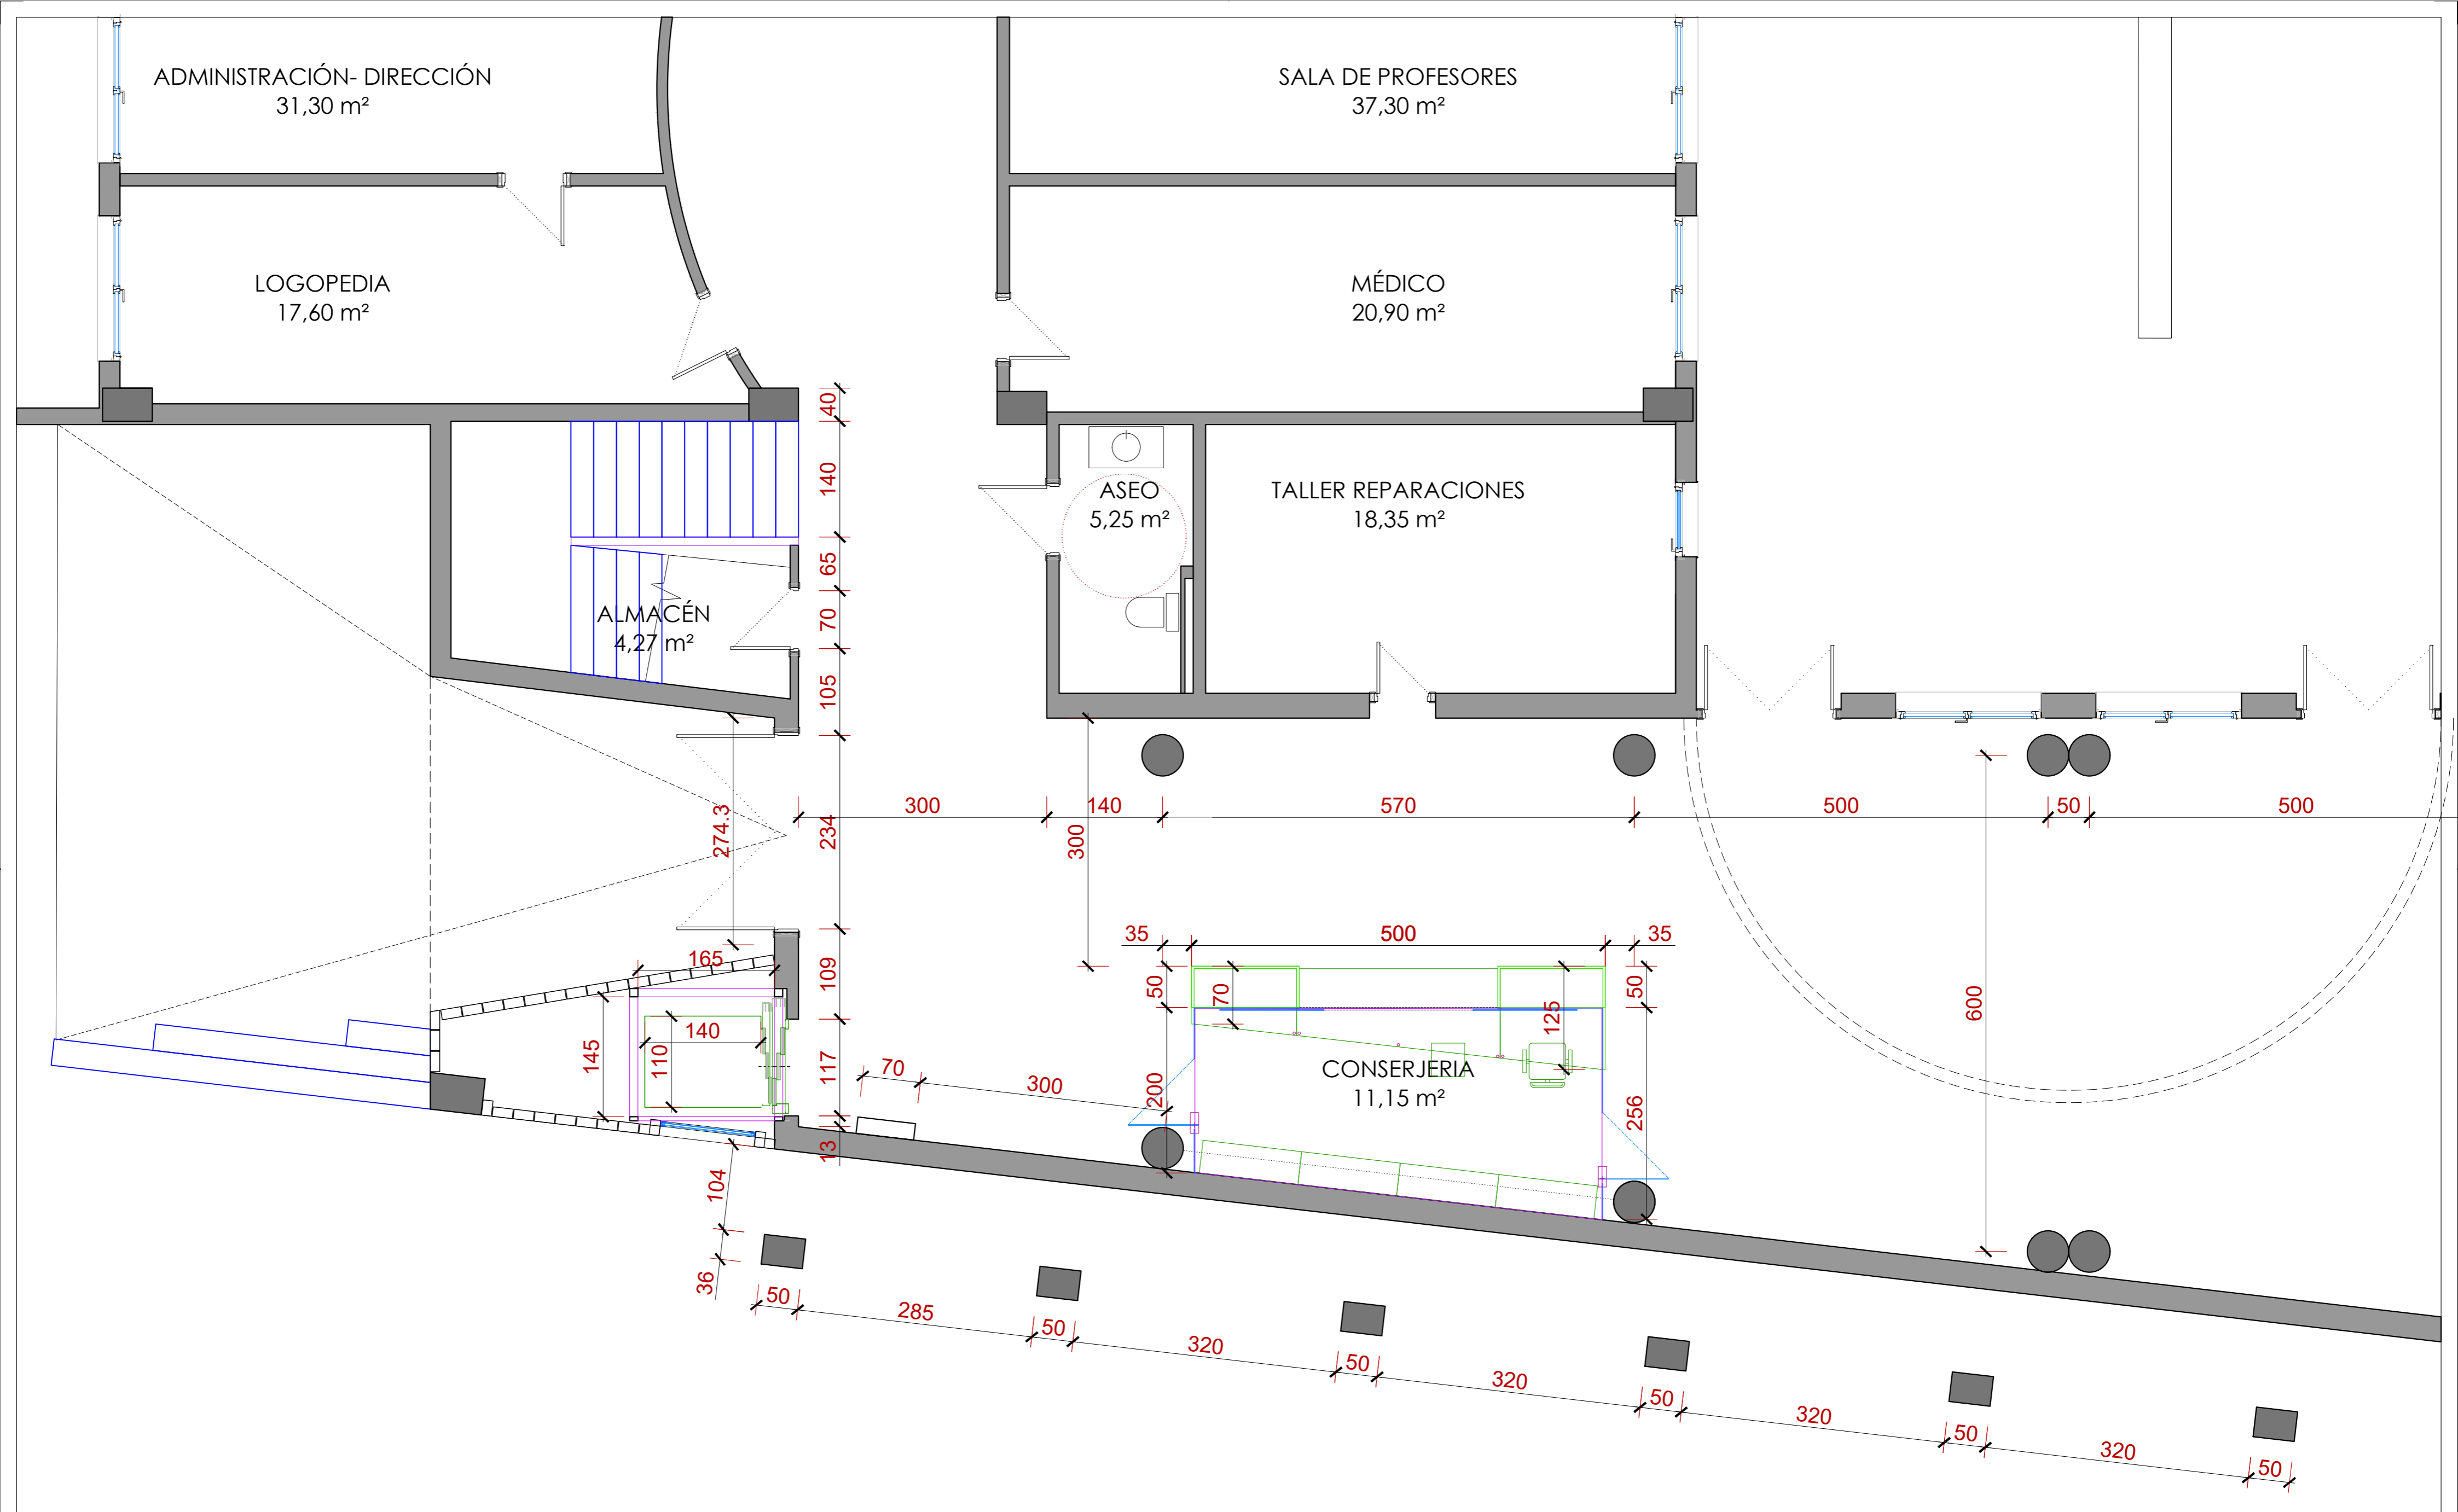 ADMINISTRACIÓN- DIRECCIÓN
31,30 m²
SALA DE PROFESORES
37,30 m²
LOGOPEDIA
17,60 m²
MÉDICO
20,90 m²
40
140
65
70
105
234
109
117
13
ASEO
5,25 m²
TALLER REPARACIONES
18,35 m²
ALMACÉN
4,27 m²
274.3
300
140
570
500
50
500
300
600
35
500
35
50
70
125
50
200
256
CONSERJERIA
11,15 m²
165
145
140
110
70
300
104
36
50
285
50
320
50
320
50
320
50
320
50